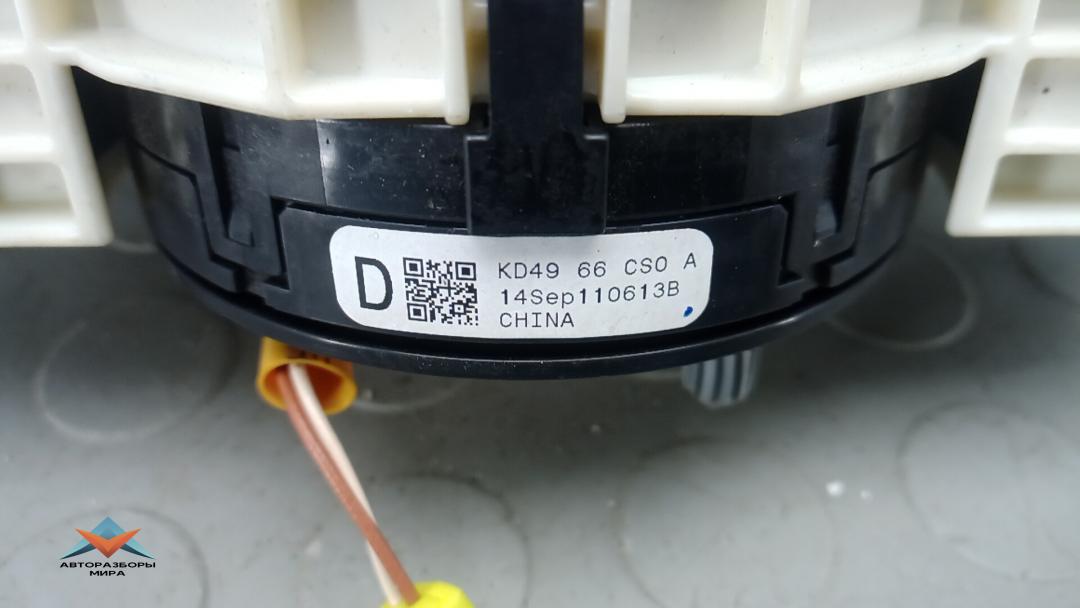 D
KD49 66 CS0 A
14Sep110613B
CHINA
АВТОРАЗБОРЫ
МИРА